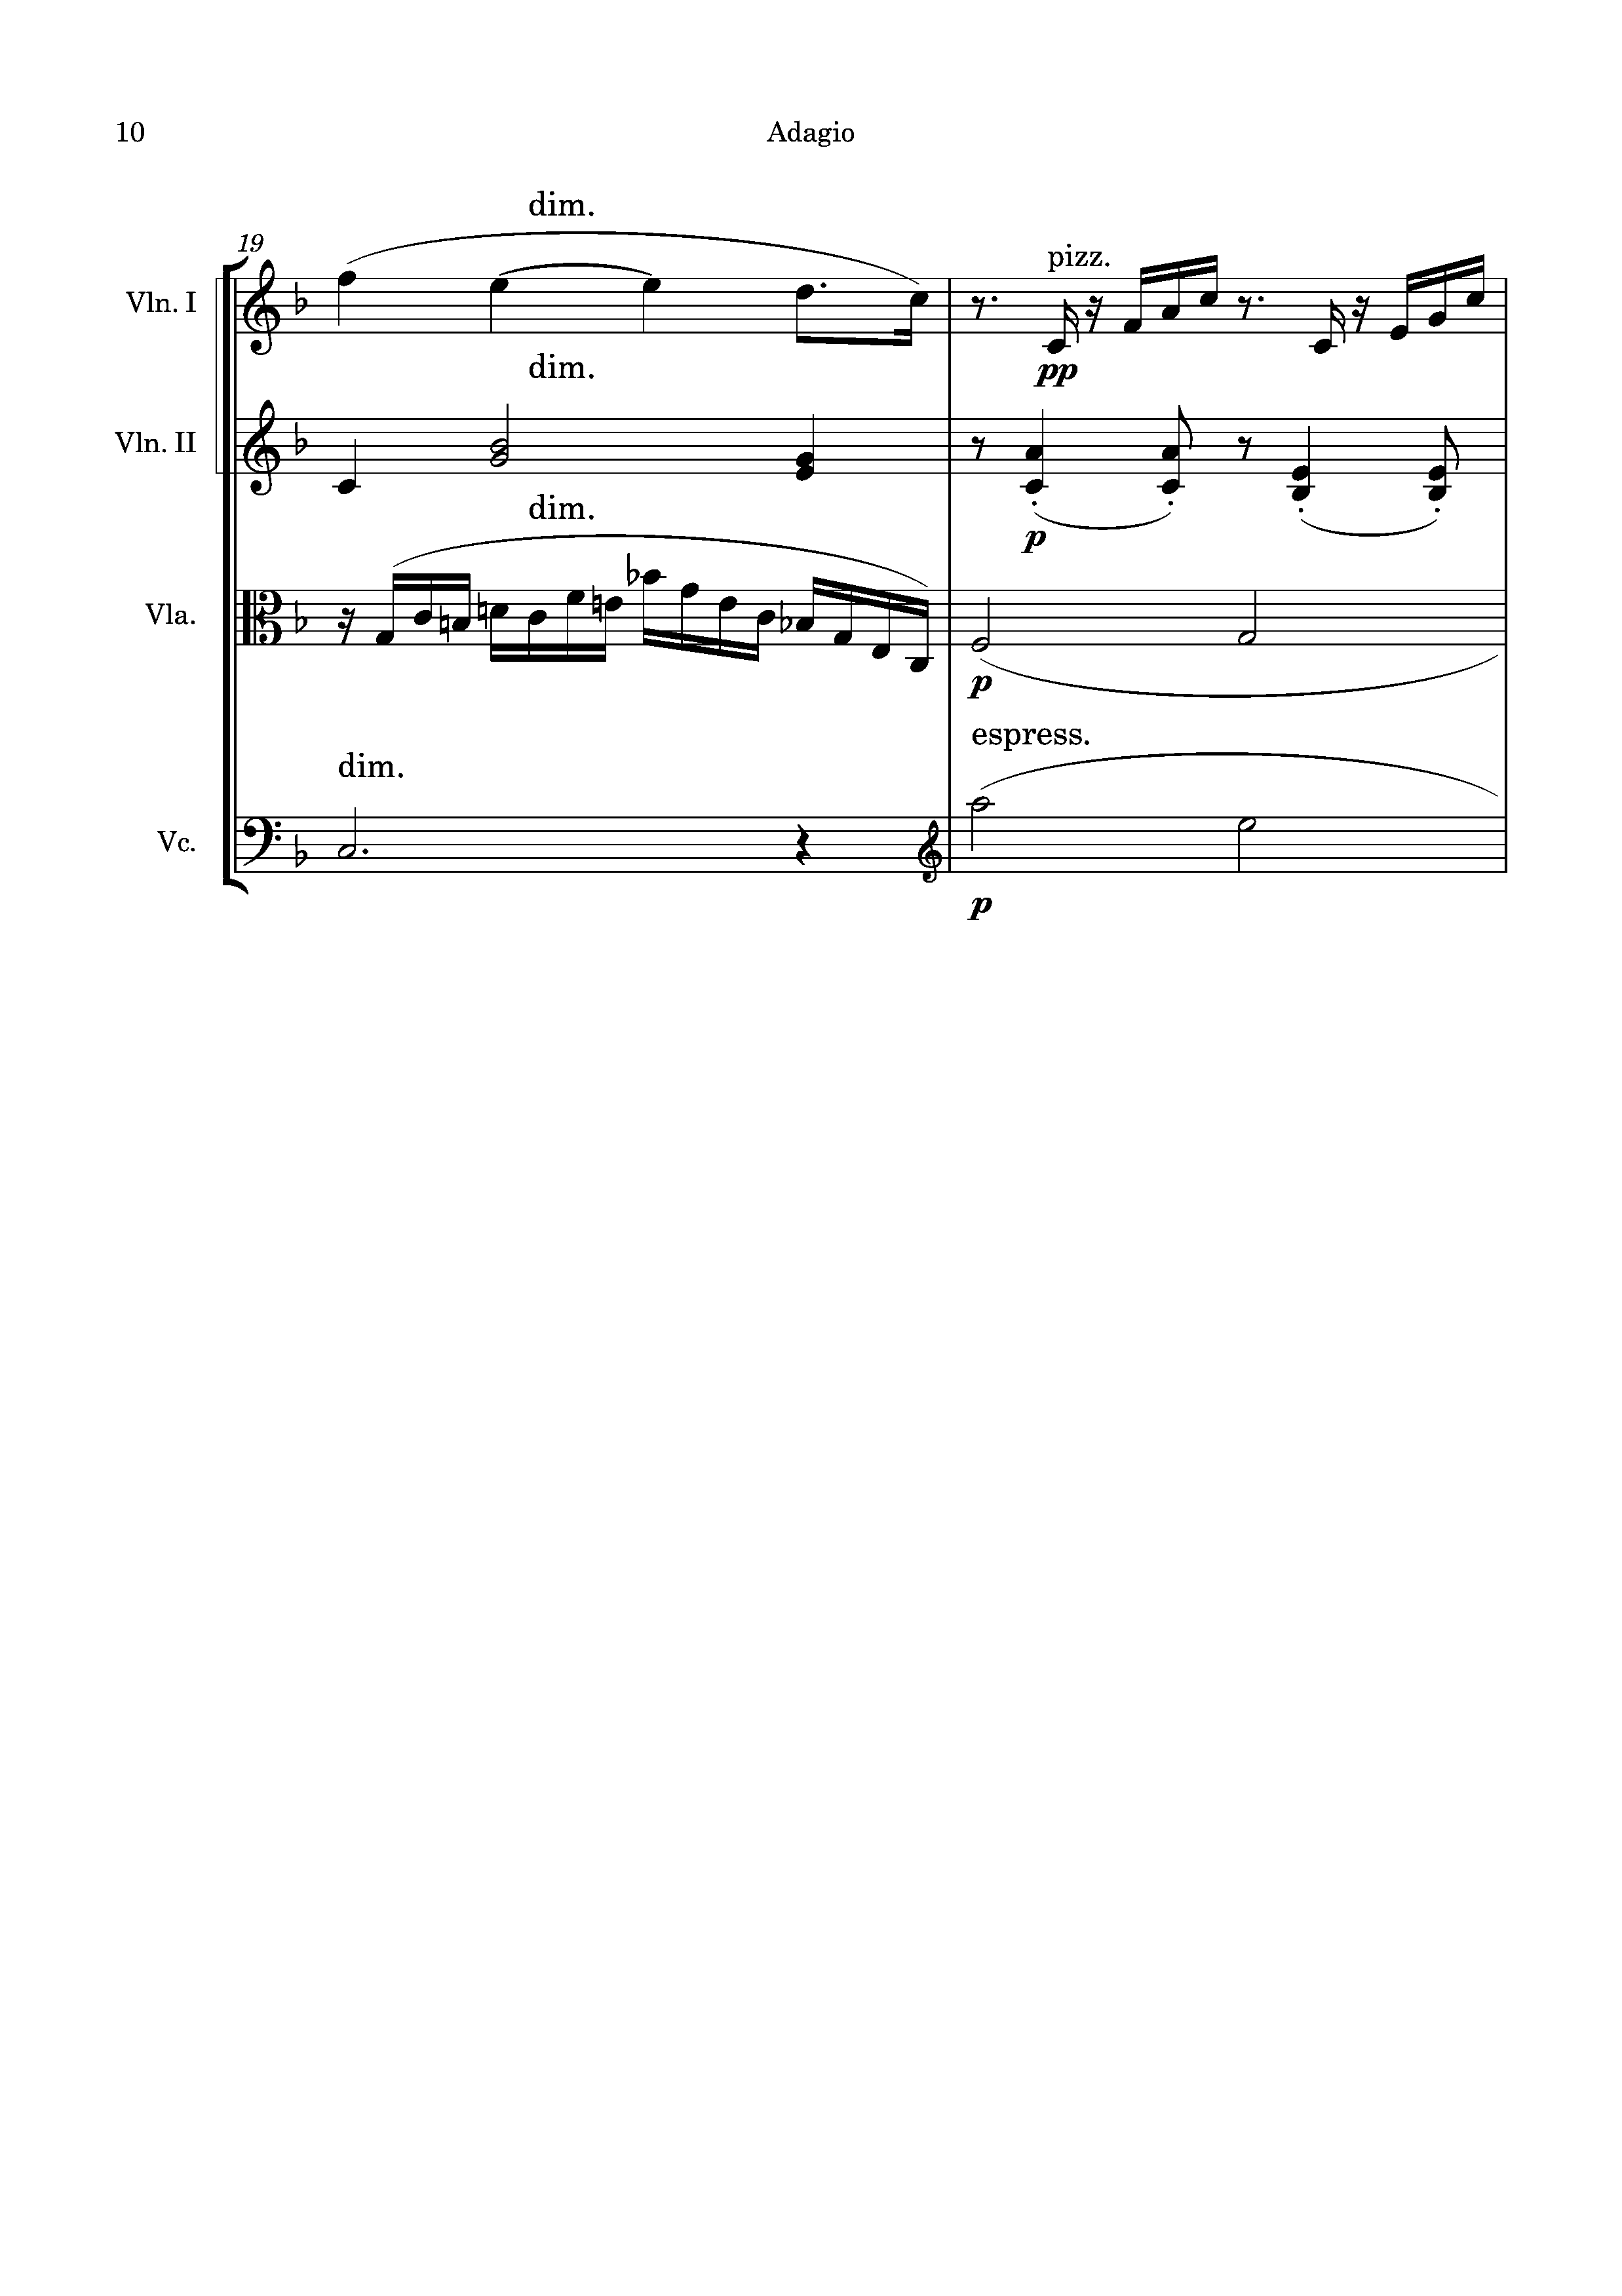 10 Adagio
dim.
19
pizz.
Vln. I
pp
dim.
Vln. II
p
dim.
Vla.
p
espress.
dim.
Vc.
p